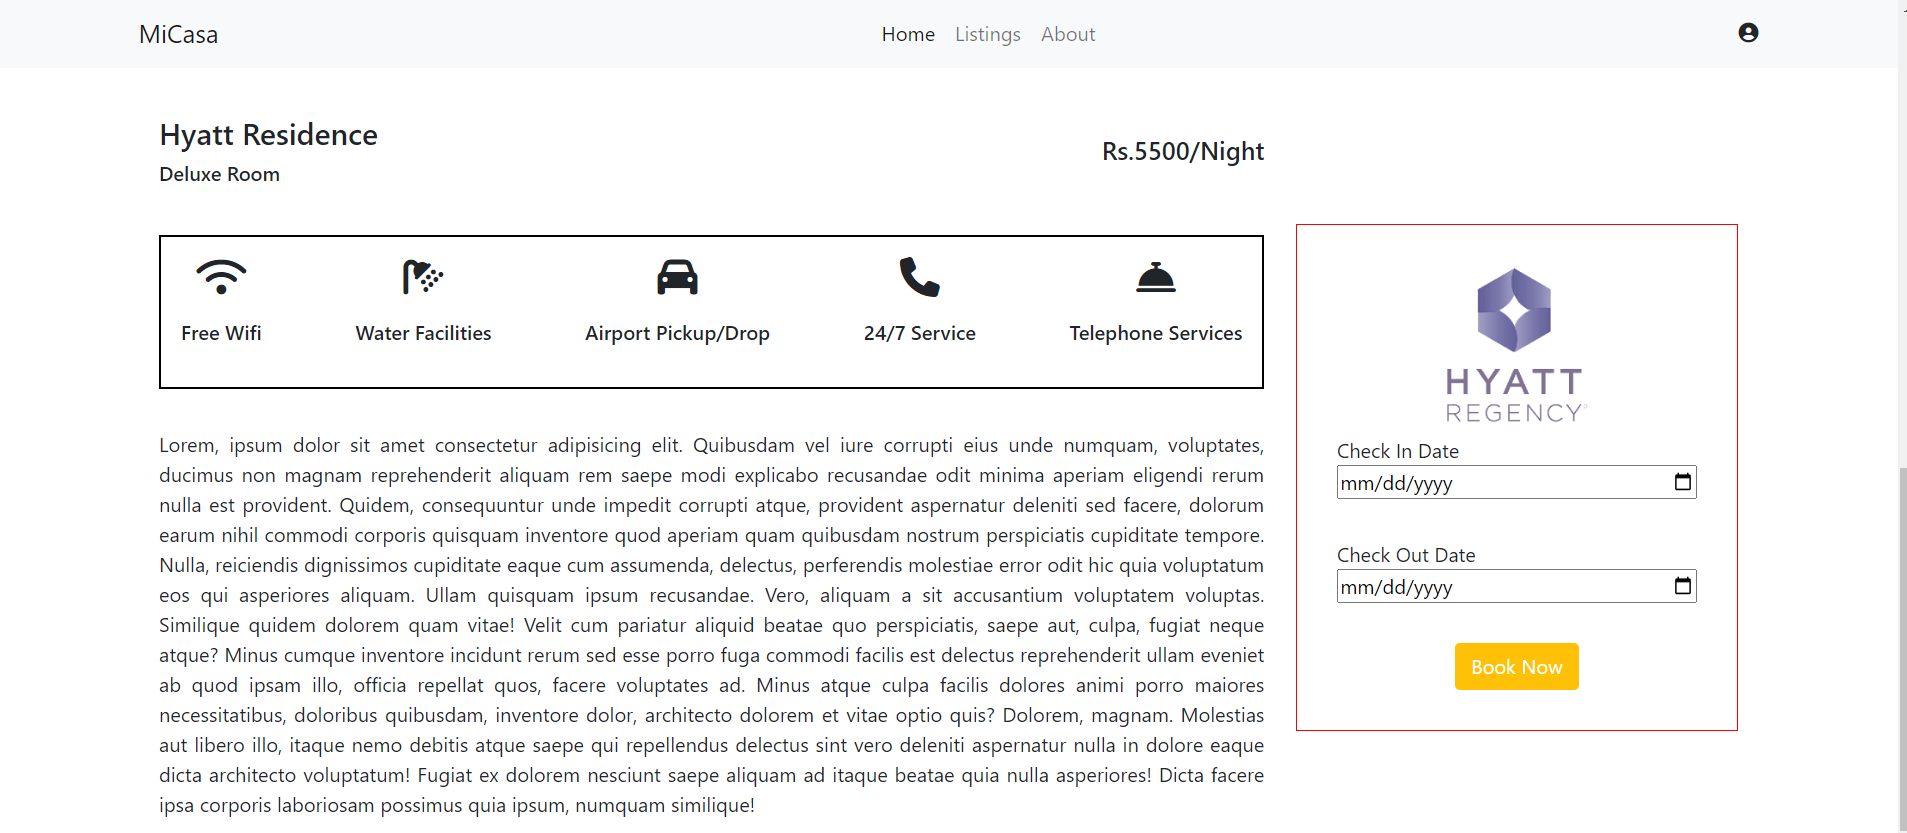 MiCasa
Home Listings About
Hyatt Residence
Deluxe Room
Rs.5500/Night
Free Wifi
Water Facilities
Airport Pickup/Drop
24/7 Service
Telephone Services
Lorem, ipsum dolor sit amet consectetur adipisicing elit. Quibusdam vel iure corrupti eius unde numquam, voluptates,
ducimus non magnam reprehenderit aliquam rem saepe modi explicabo recusandae odit minima aperiam eligendi rerum
nulla est provident. Quidem, consequuntur unde impedit corrupti atque, provident aspernatur deleniti sed facere, dolorum
earum nihil commodi corporis quisquam inventore quod aperiam quam quibusdam nostrum perspiciatis cupiditate tempore.
Nulla, reiciendis dignissimos cupiditate eaque cum assumenda, delectus, perferendis molestiae error odit hic quia voluptatum
eos qui asperiores aliquam. Ullam quisquam ipsum recusandae. Vero, aliquam a sit accusantium voluptatem voluptas.
Similique quidem dolorem quam vitae! Velit cum pariatur aliquid beatae quo perspiciatis, saepe aut, culpa, fugiat neque
atque? Minus cumque inventore incidunt rerum sed esse porro fuga commodi facilis est delectus reprehenderit ullam eveniet
ab quod ipsam illo, officia repellat quos, facere voluptates ad. Minus atque culpa facilis dolores animi porro maiores
necessitatibus, doloribus quibusdam, inventore dolor, architecto dolorem et vitae optio quis? Dolorem, magnam. Molestias
aut libero illo, itaque nemo debitis atque saepe qui repellendus delectus sint vero deleniti aspernatur nulla in dolore eaque
dicta architecto voluptatum! Fugiat ex dolorem nesciunt saepe aliquam ad itaque beatae quia nulla asperiores! Dicta facere
ipsa corporis laboriosam possimus quia ipsum, numquam similique!
HYATT
REGENCY
Check In Date
mm/dd/yyyy
Check Out Date
mm/dd/yyyy
Book Now